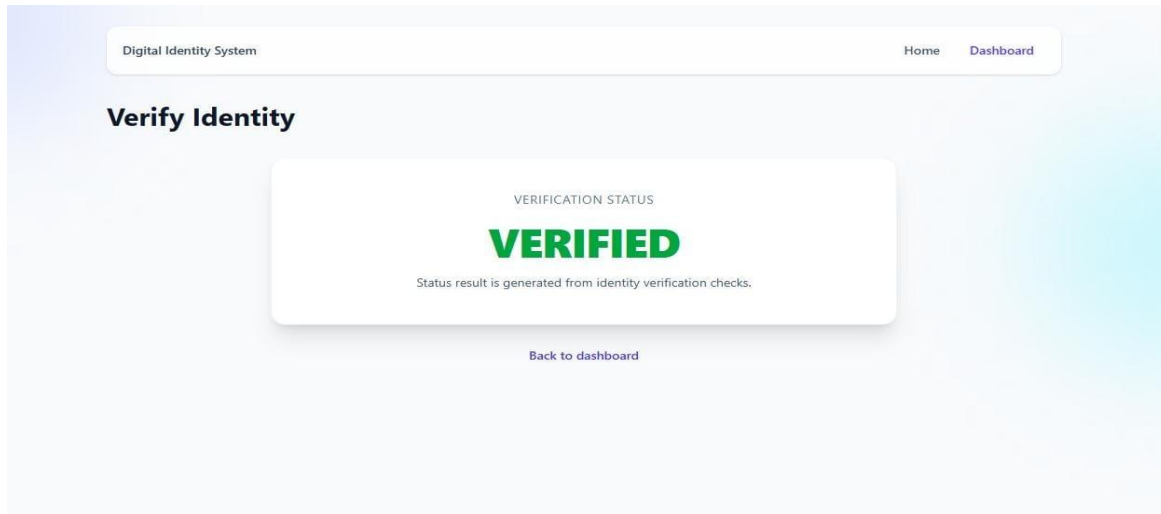 Digital Identity System
Home
Dashboard
Verify Identity
VERIFICATION STATUS
VERIFIED
Status result is generated from identity verification checks.
Back to dashboard